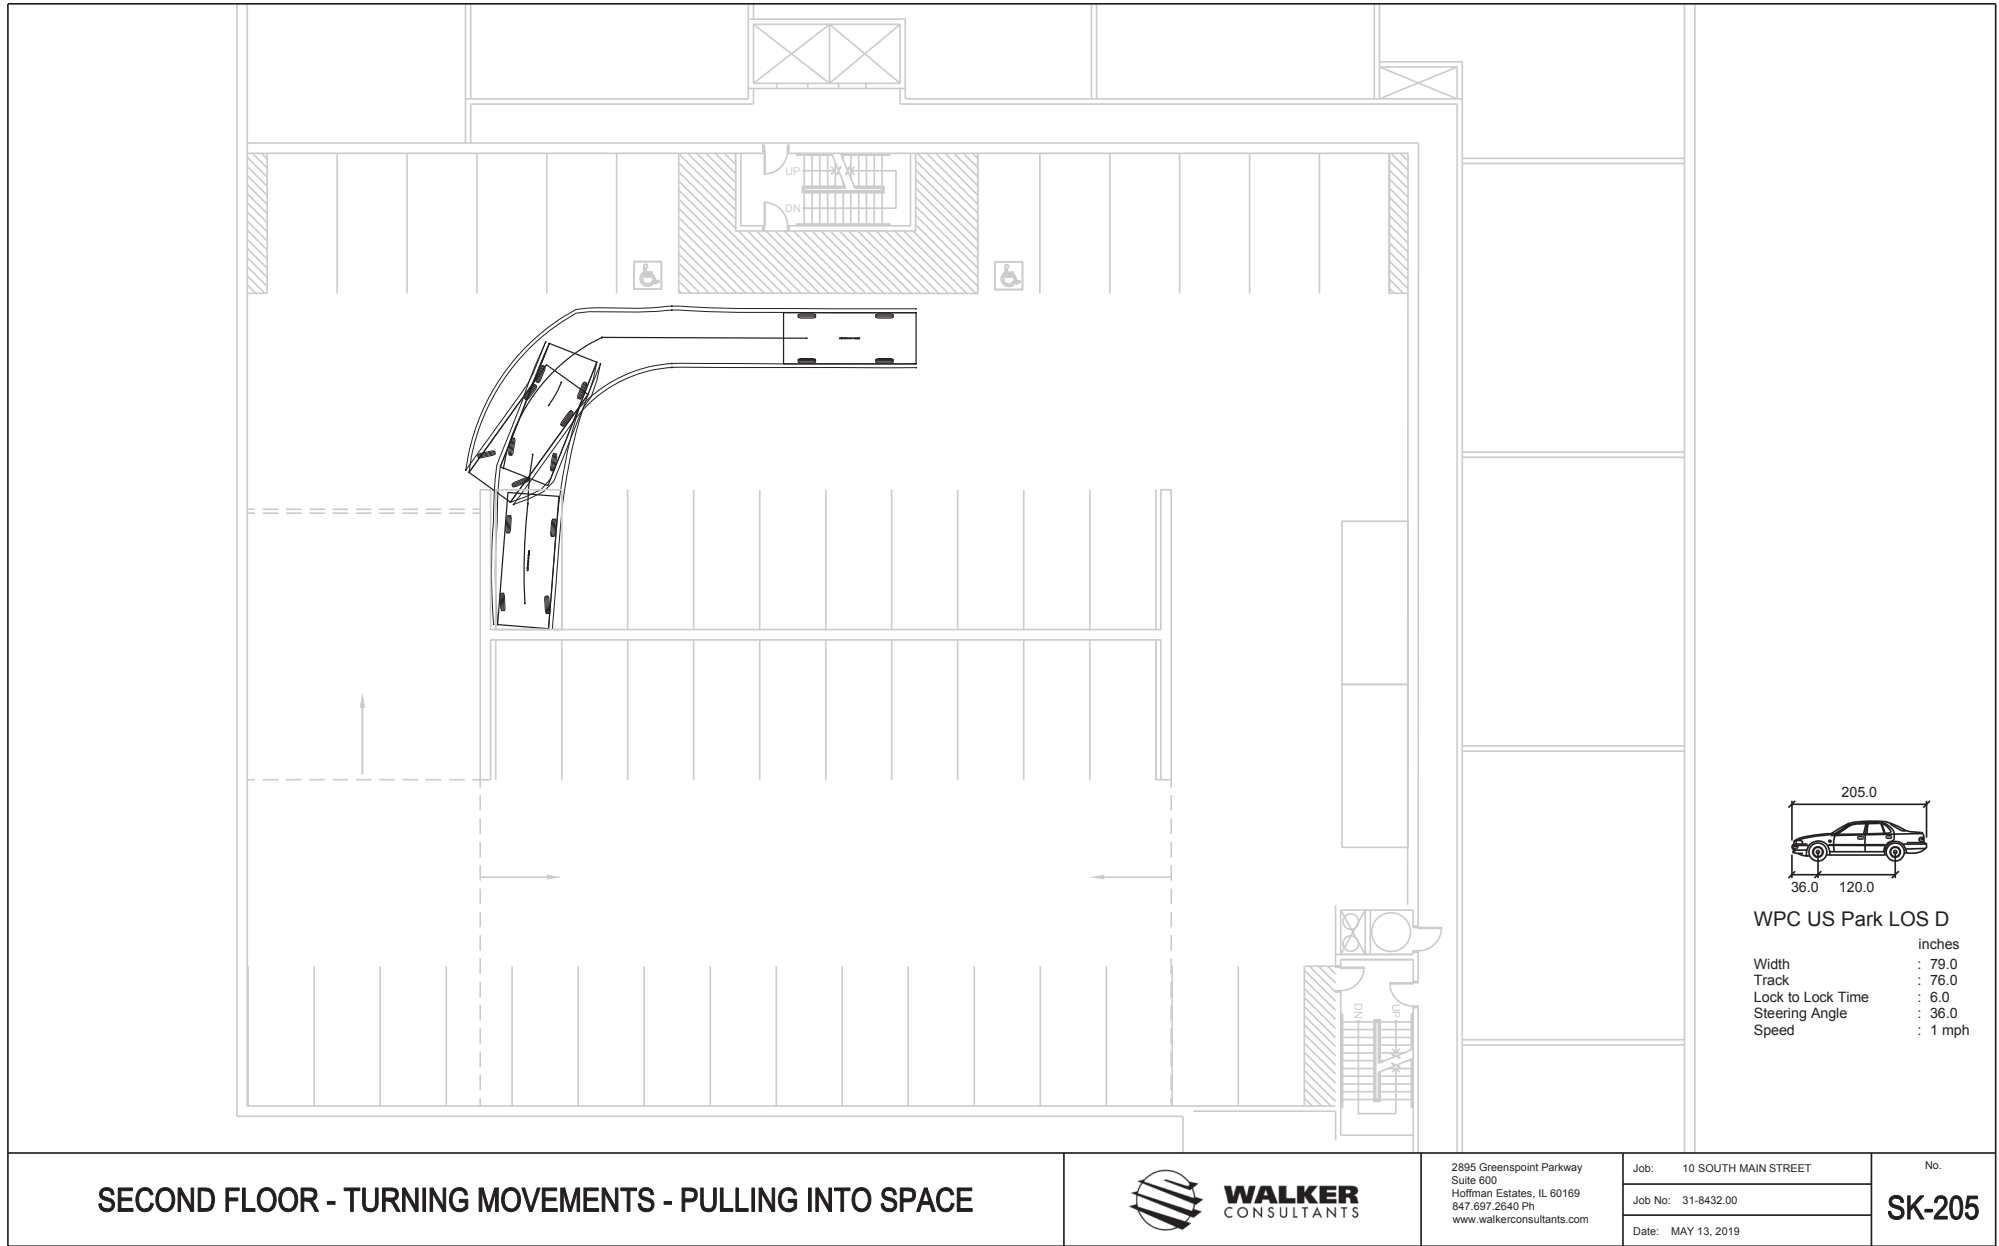 UP
DN
205.0
36.0 120.0
WPC US Park LOS D
inches
Width : 79.0
Track : 76.0
Lock to Lock Time : 6.0
Steering Angle : 36.0
Speed : 1 mph
DN
UP
SECOND FLOOR - TURNING MOVEMENTS - PULLING INTO SPACE
WALKER
CONSULTANTS
2895 Greenspoint Parkway
Suite 600
Hoffman Estates, IL 60169
847.697.2640 Ph
www.walkerconsultants.com
Job: 10 SOUTH MAIN STREET
Job No: 31-8432.00
Date: MAY 13, 2019
No.
SK-205